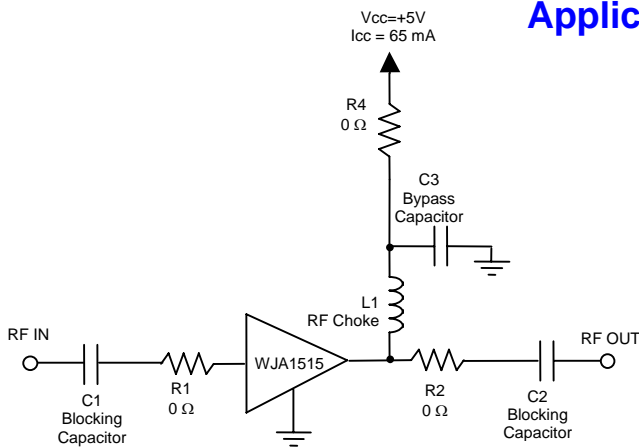 Applic
Vcc=+5V
Icc = 65 mA
R4
0 Ω
C3
Bypass
Capacitor
L1
RF Choke
RF IN
WJA1515
RF OUT
C1
Blocking
Capacitor
R1
0 Ω
R2
0 Ω
C2
Blocking
Capacitor